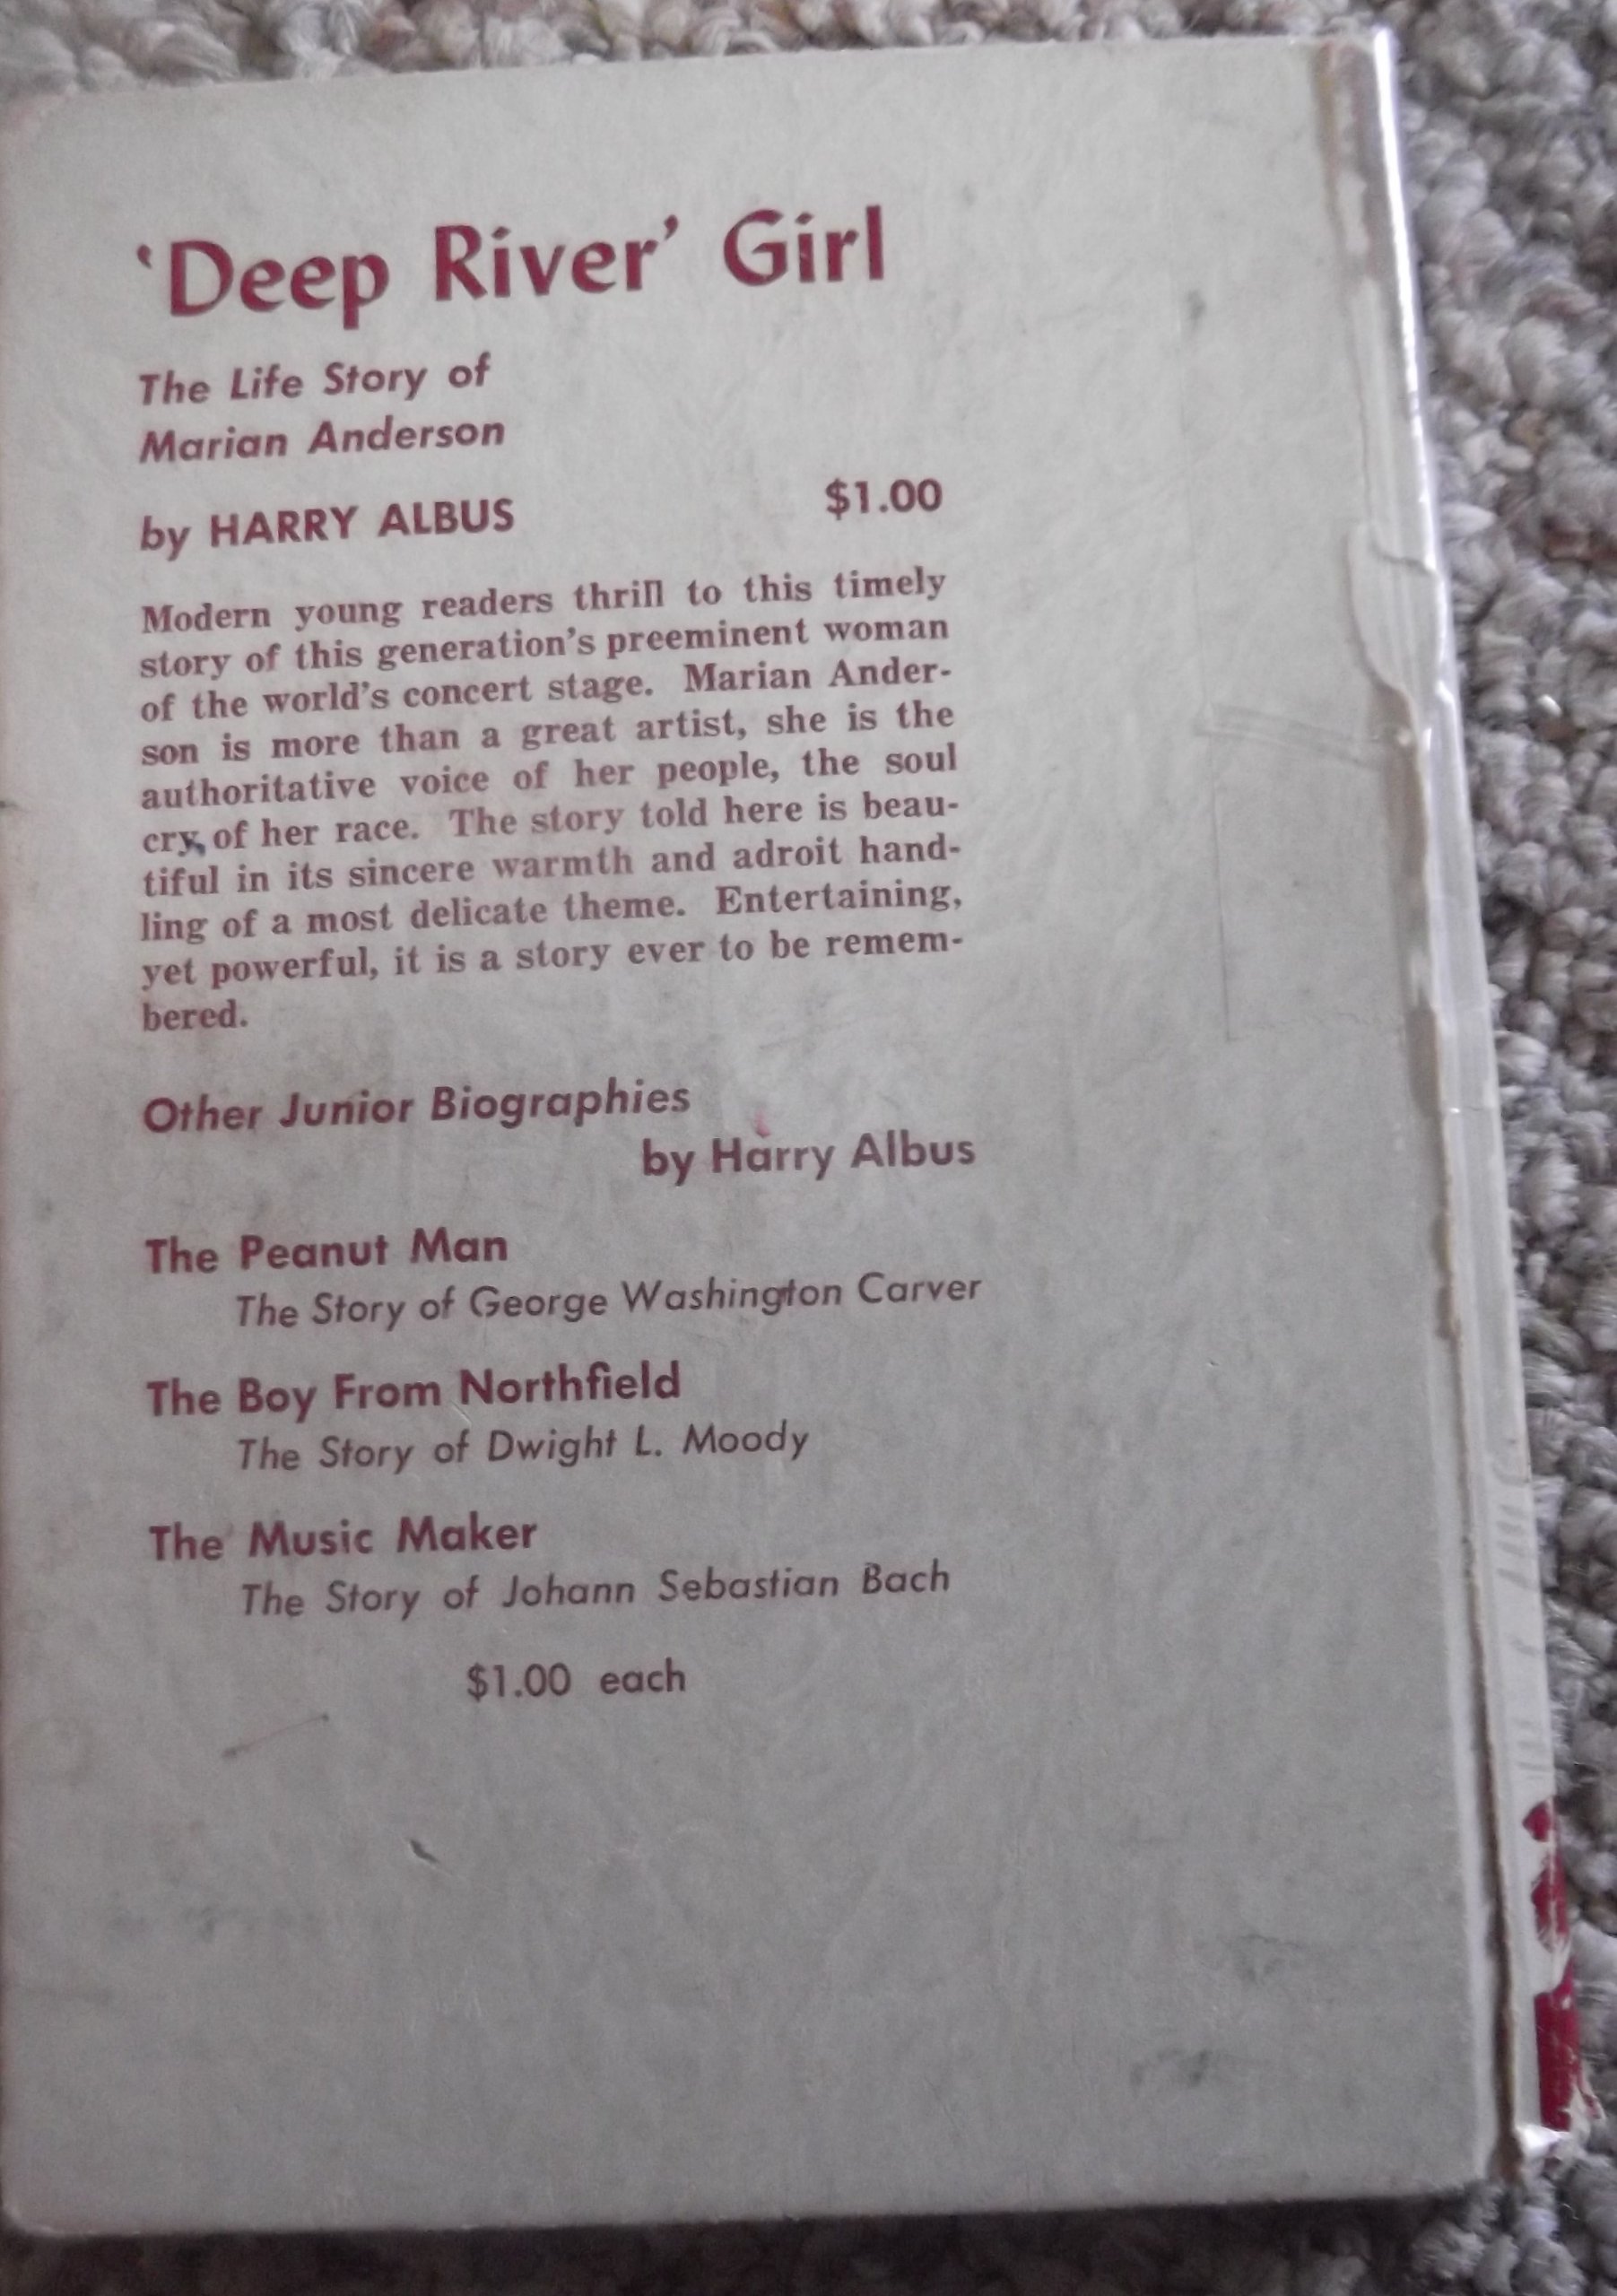 ‘Deep River’ Girl
The Life Story of
Marian Anderson
by HARRY ALBUS $1.00
Modern young readers thrill to this timely
story of this generation’s preeminent woman
of the world’s concert stage. Marian Ander-
son is more than a great artist, she is the
authoritative voice of her people, the soul
cry of her race. The story told here is beau-
tiful in its sincere warmth and adroit hand-
ling of a most delicate theme. Entertaining,
yet powerful, it is a story ever to be remem-
bered.
Other Junior Biographies
by Harry Albus
The Peanut Man
The Story of George Washington Carver
The Boy From Northfield
The Story of Dwight L. Moody
The Music Maker
The Story of Johann Sebastian Bach
$1.00 each